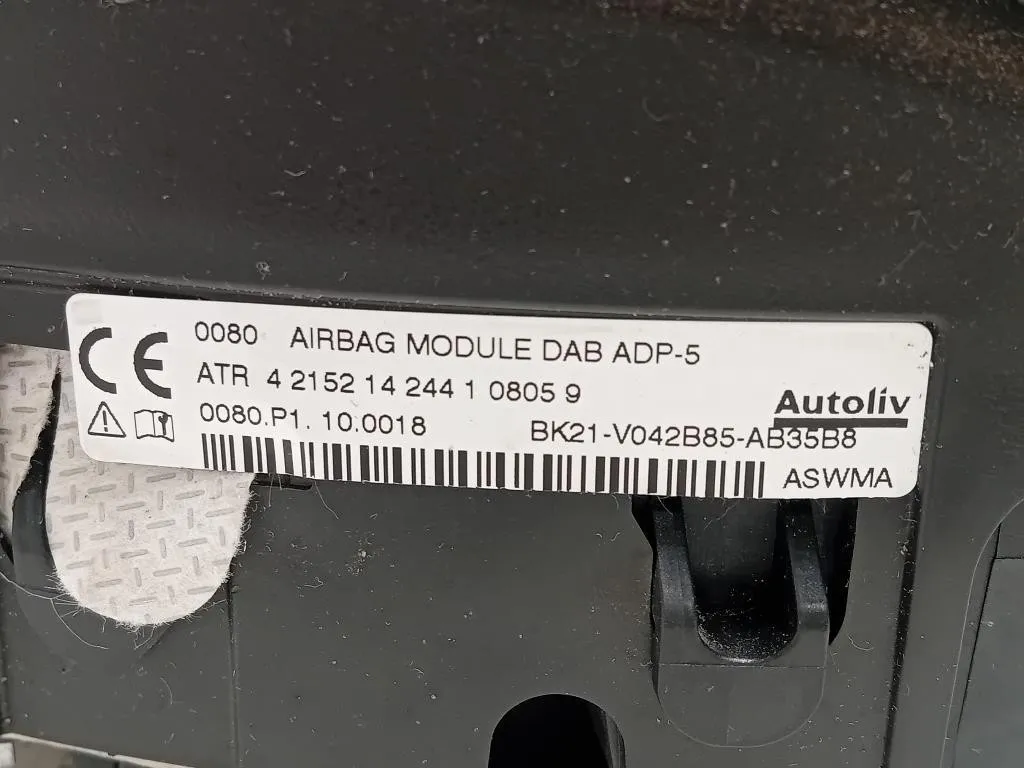 CE 0080 AIRBAG MODULE DAB ADP-5
ATR 4 2152 14 244 1 0805 9
Autoliv
0080.P1. 10.0018 BK21-V042B85-AB35B8
ASWMA